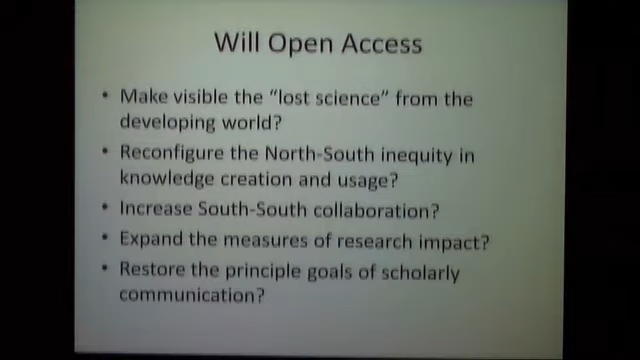 Will Open Access
• Make visible the “lost science” from the
developing world?
• Reconfigure the North-South inequity in
knowledge creation and usage?
• Increase South-South collaboration?
• Expand the measures of research impact?
• Restore the principle goals of scholarly
communication?